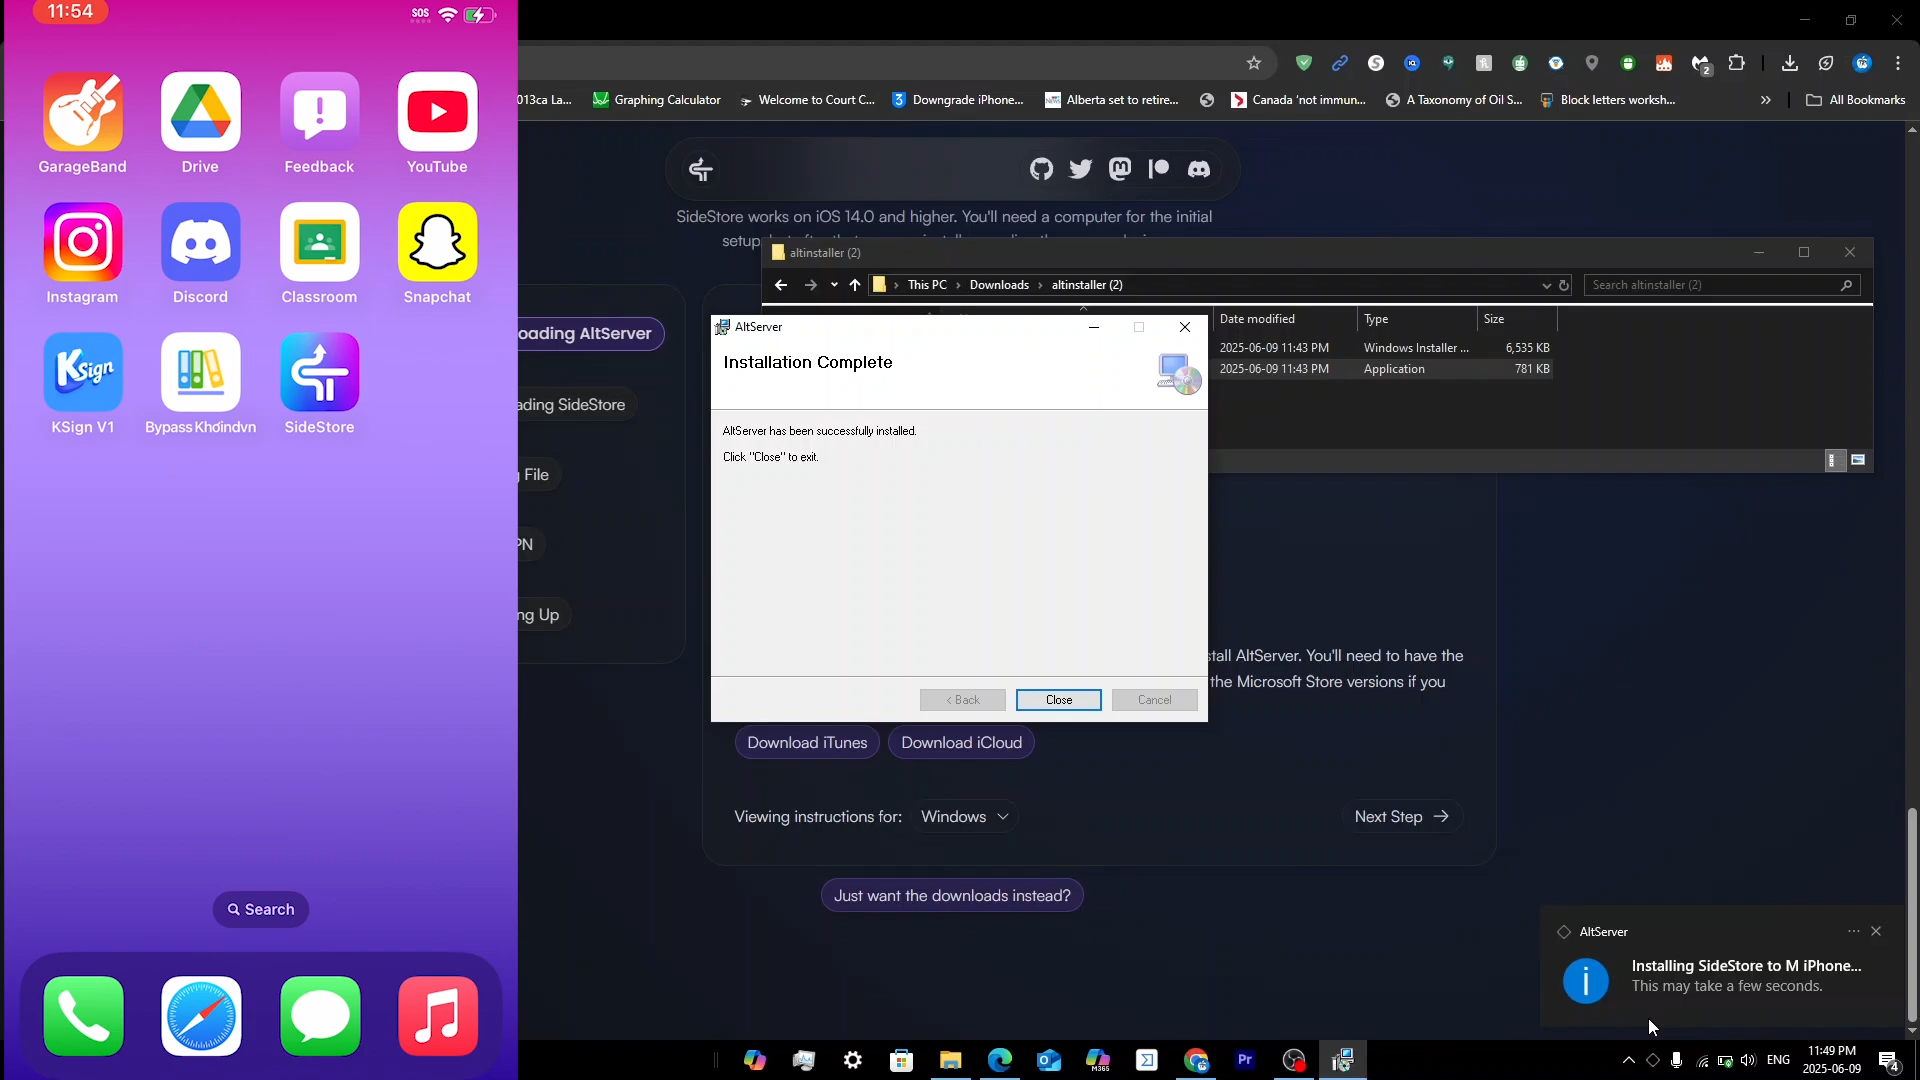 11:54
SOS
GarageBand
Drive
Feedback
YouTube
Instagram
Discord
Classroom
Snapchat
Ksign
KSign V1
Bypass Khoindvn
SideStore
Search
013ca La...
Graphing Calculator
Welcome to Court C...
Downgrade iPhone...
Alberta set to retire...
Canada 'not immun...
A Taxonomy of Oil S...
Block letters worksh...
»
All Bookmarks
2
SideStore works on iOS 14.0 and higher. You'll need a computer for the initial
altinstaller (2)
This PC
Downloads
altinstaller (2)
Search altinstaller (2)
Date modified
Type
Size
2025-06-09 11:43 PM
Windows Installer ...
6,535 KB
2025-06-09 11:43 PM
Application
781 KB
oading AltServer
ading SideStore
File
PN
ng Up
AltServer
Installation Complete
AltServer has been successfully installed.
Click "Close" to exit.
< Back
Close
Cancel
stall AltServer. You'll need to have the
the Microsoft Store versions if you
Download iTunes
Download iCloud
Viewing instructions for:
Windows
Next Step
Just want the downloads instead?
AltServer
Installing SideStore to M iPhone...
This may take a few seconds.
M365
Pr
ENG
11:49 PM
2025-06-09
4